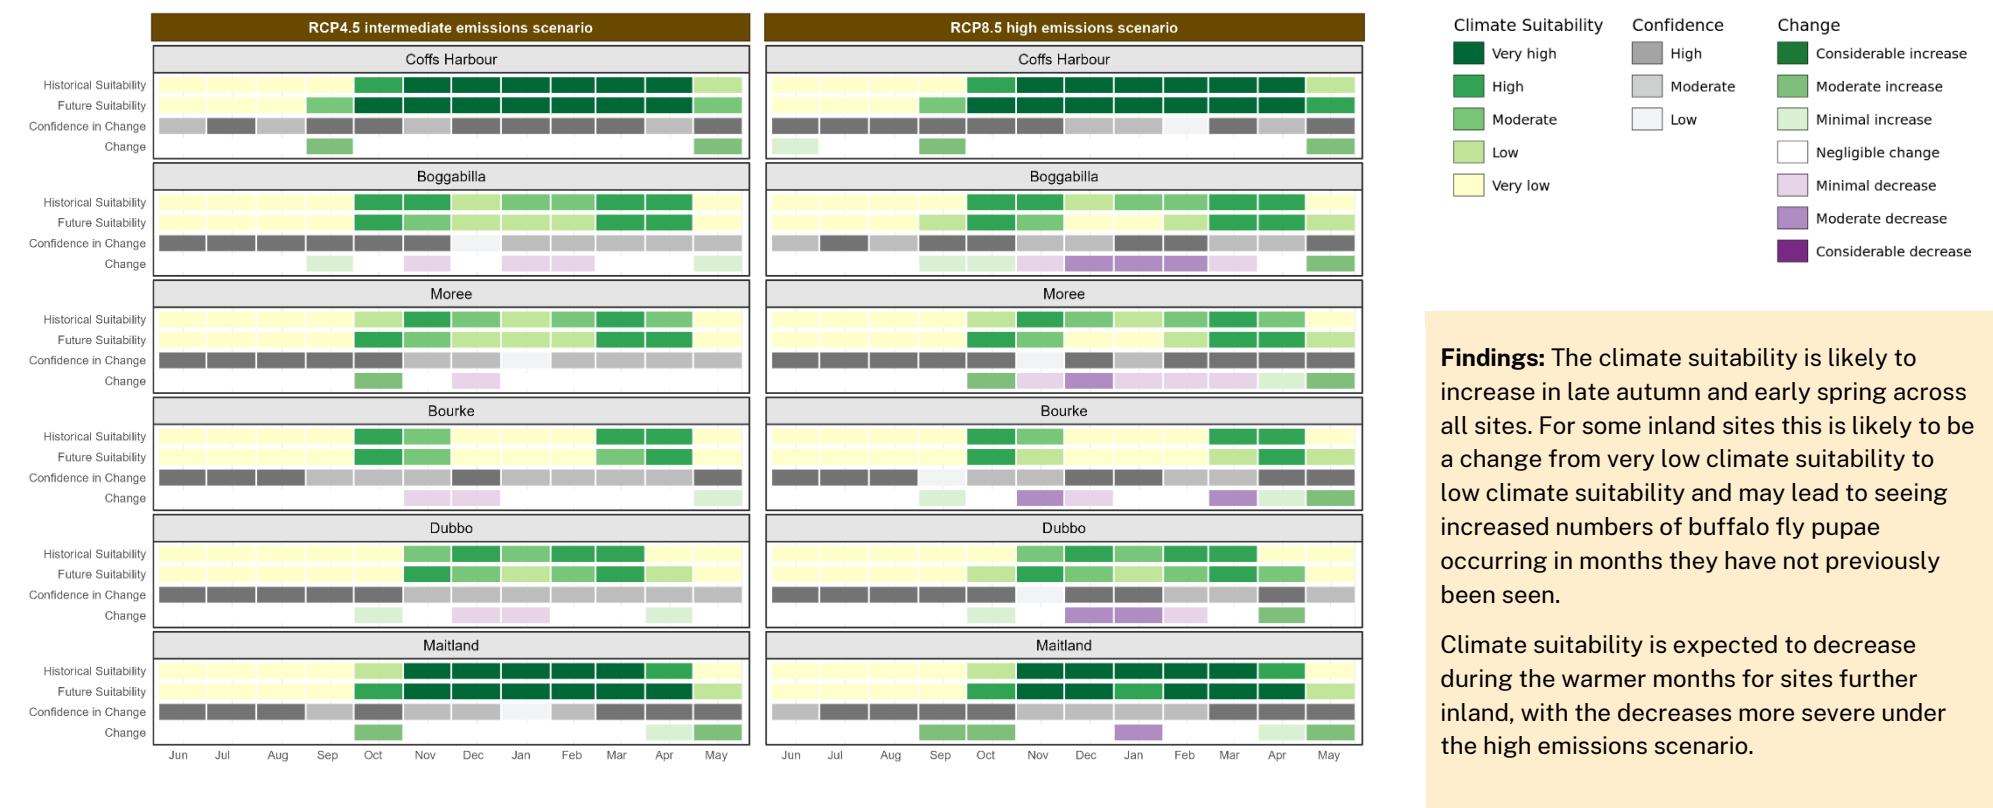 RCP4.5 intermediate emissions scenario
RCP8.5 high emissions scenario
Coffs Harbour
Coffs Harbour
Historical Suitability
Future Suitability
Confidence in Change
Change
Boggabilla
Boggabilla
Historical Suitability
Future Suitability
Confidence in Change
Change
Moree
Moree
Historical Suitability
Future Suitability
Confidence in Change
Change
Bourke
Bourke
Historical Suitability
Future Suitability
Confidence in Change
Change
Dubbo
Dubbo
Historical Suitability
Future Suitability
Confidence in Change
Change
Maitland
Maitland
Historical Suitability
Future Suitability
Confidence in Change
Change
Jun Jul Aug Sep Oct Nov Dec Jan Feb Mar Apr May
Jun Jul Aug Sep Oct Nov Dec Jan Feb Mar Apr May
Climate Suitability
Very high
High
Moderate
Low
Very low
Confidence
High
Moderate
Low
Change
Considerable increase
Moderate increase
Minimal increase
Negligible change
Minimal decrease
Moderate decrease
Considerable decrease
Findings: The climate suitability is likely to
increase in late autumn and early spring across
all sites. For some inland sites this is likely to be
a change from very low climate suitability to
low climate suitability and may lead to seeing
increased numbers of buffalo fly pupae
occurring in months they have not previously
been seen.
Climate suitability is expected to decrease
during the warmer months for sites further
inland, with the decreases more severe under
the high emissions scenario.